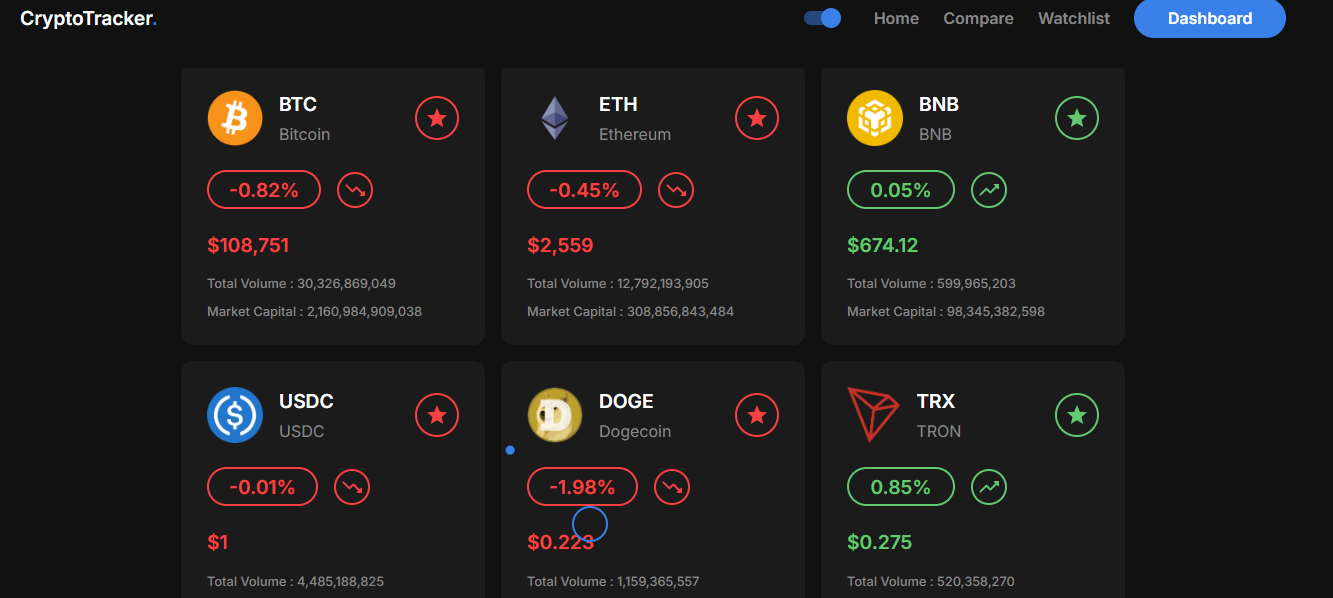 CryptoTracker.
Home Compare Watchlist Dashboard
BTC
Bitcoin
-0.82%
$108,751
Total Volume : 30,326,869,049
Market Capital : 2,160,984,909,038
ETH
Ethereum
-0.45%
$2,559
Total Volume : 12,792,193,905
Market Capital : 308,856,843,484
BNB
BNB
0.05%
$674.12
Total Volume : 599,965,203
Market Capital : 98,345,382,598
USDC
USDC
-0.01%
$1
Total Volume : 4,485,188,825
DOGE
Dogecoin
-1.98%
$0.223
Total Volume : 1,159,365,557
TRX
TRON
0.85%
$0.275
Total Volume : 520,358,270